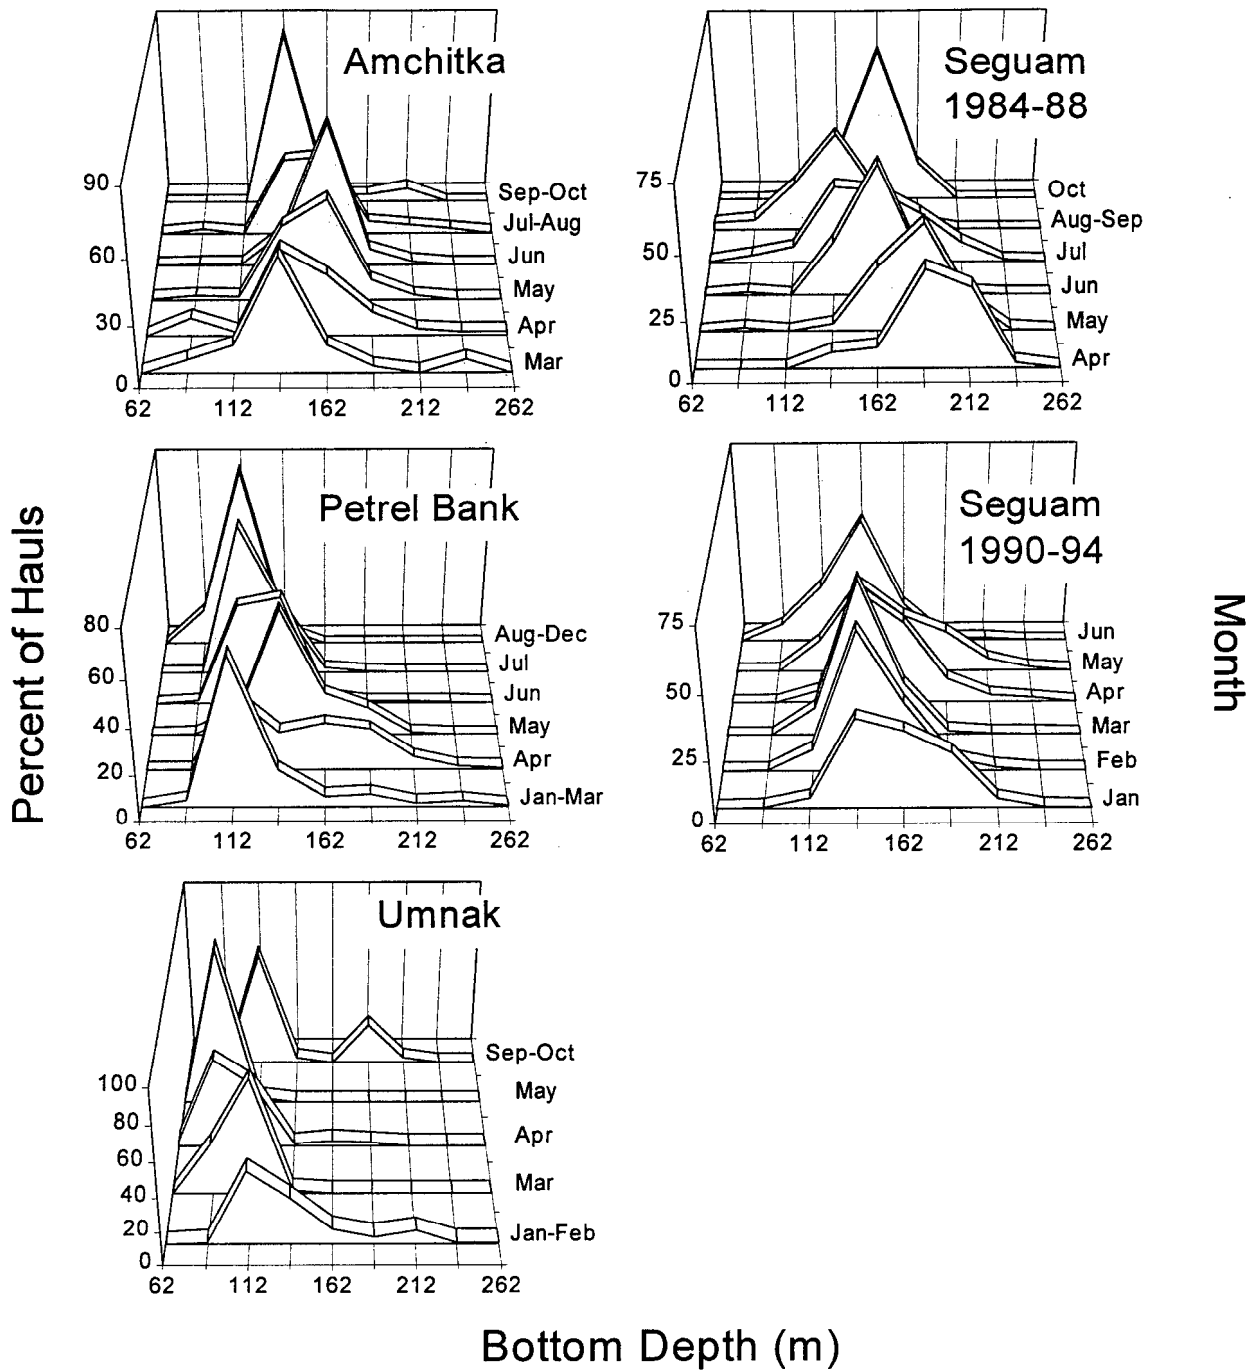 Amchitka
90
60
30
0
Sep-Oct
Jul-Aug
Jun
May
Apr
Mar
62 112 162 212 262
Seguam
1984-88
75
50
25
0
Oct
Aug-Sep
Jul
Jun
May
Apr
62 112 162 212 262
Percent of Hauls
Petrel Bank
80
60
40
20
0
Aug-Dec
Jul
Jun
May
Apr
Jan-Mar
62 112 162 212 262
Seguam
1990-94
75
50
25
0
Jun
May
Apr
Mar
Feb
Jan
62 112 162 212 262
Month
Umnak
100
80
60
40
20
0
Sep-Oct
May
Apr
Mar
Jan-Feb
62 112 162 212 262
Bottom Depth (m)